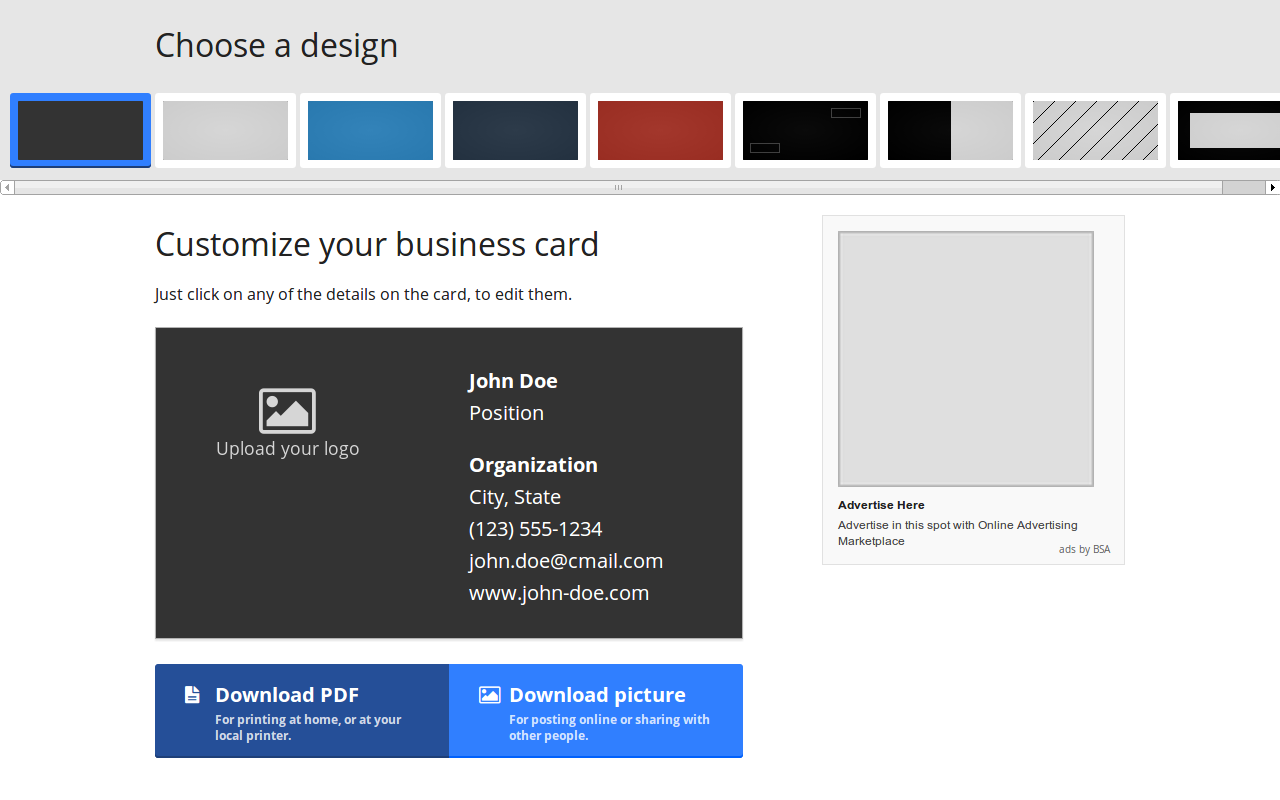 Choose a design
Customize your business card
Just click on any of the details on the card, to edit them.
Upload your logo
John Doe
Position
Organization
City, State
(123) 555-1234
john.doe@cmail.com
www.john-doe.com
Download PDF
For printing at home, or at your
local printer.
Download picture
For posting online or sharing with
other people.
Advertise Here
Advertise in this spot with Online Advertising
Marketplace
ads by BSA